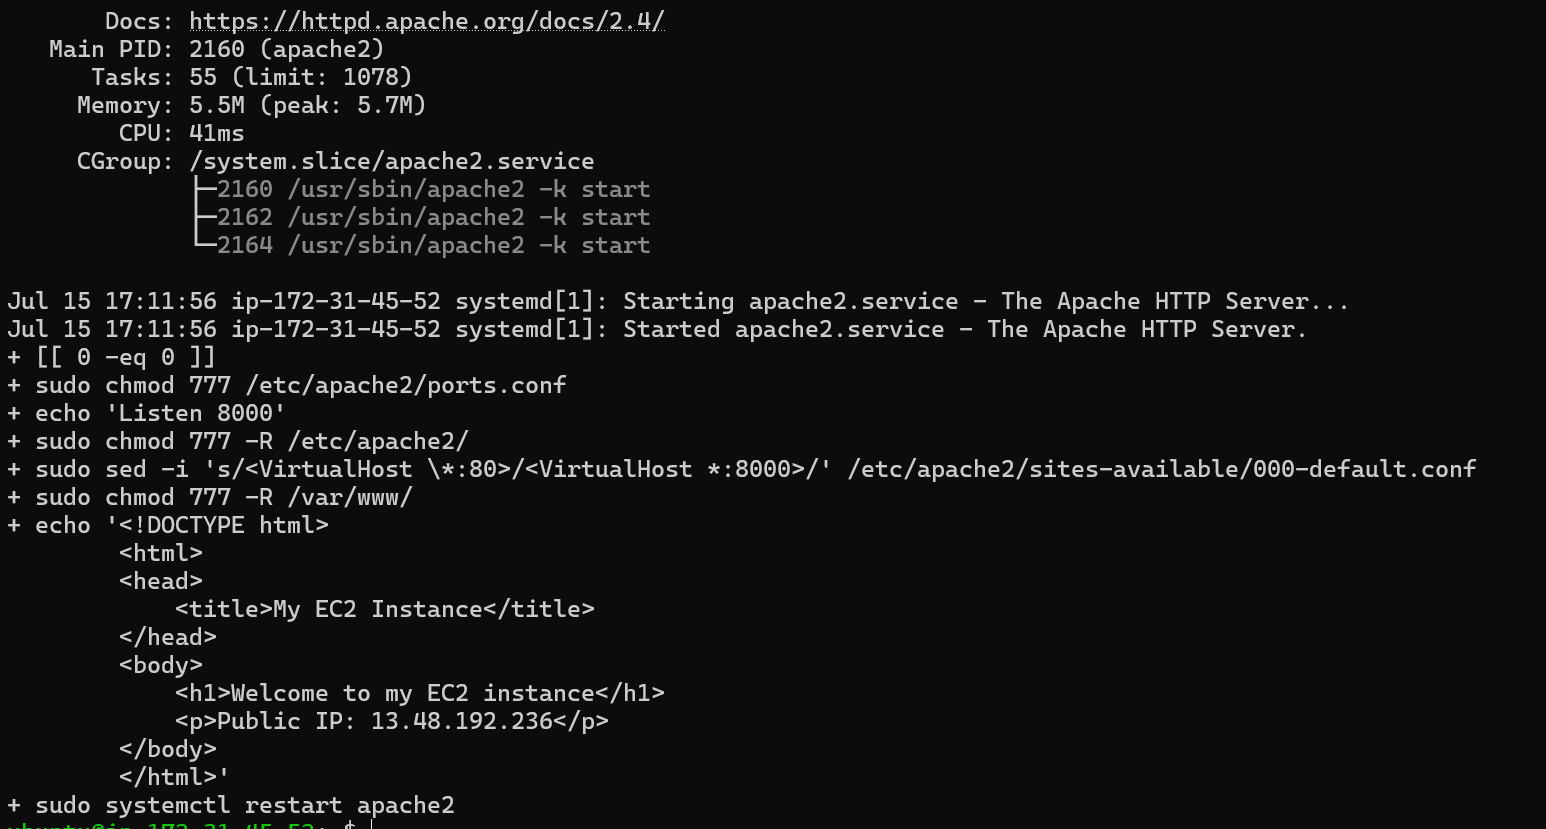 Docs: https://httpd.apache.org/docs/2.4/
Main PID: 2160 (apache2)
Tasks: 55 (limit: 1078)
Memory: 5.5M (peak: 5.7M)
CPU: 41ms
CGroup: /system.slice/apache2.service
├─2160 /usr/sbin/apache2 -k start
├─2162 /usr/sbin/apache2 -k start
└─2164 /usr/sbin/apache2 -k start
Jul 15 17:11:56 ip-172-31-45-52 systemd[1]: Starting apache2.service - The Apache HTTP Server...
Jul 15 17:11:56 ip-172-31-45-52 systemd[1]: Started apache2.service - The Apache HTTP Server.
+ [[ 0 -eq 0 ]]
+ sudo chmod 777 /etc/apache2/ports.conf
+ echo 'Listen 8000'
+ sudo chmod 777 -R /etc/apache2/
+ sudo sed -i 's/<VirtualHost \*:80>/<VirtualHost *:8000>/' /etc/apache2/sites-available/000-default.conf
+ sudo chmod 777 -R /var/www/
+ echo '<!DOCTYPE html>
<html>
<head>
<title>My EC2 Instance</title>
</head>
<body>
<h1>Welcome to my EC2 instance</h1>
<p>Public IP: 13.48.192.236</p>
</body>
</html>'
+ sudo systemctl restart apache2